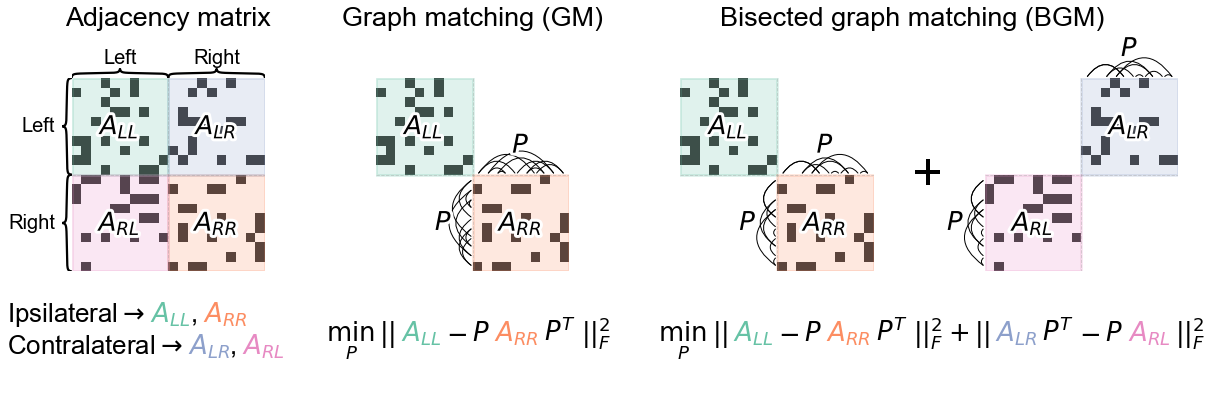 Adjacency matrix
Left Right
Left
A_{LL} A_{LR}
Right
A_{RL} A_{RR}
Ipsilateral → A_{LL}, A_{RR}
Contralateral → A_{LR}, A_{RL}
Graph matching (GM)
A_{LL}
P
P
A_{RR}
min_P || A_{LL} − P A_{RR} P^T ||_F^2
Bisected graph matching (BGM)
A_{LL}
P
P
A_{RR}
+
P
A_{LR}
P
A_{RL}
min_P || A_{LL} − P A_{RR} P^T ||_F^2 + || A_{LR} P^T − P A_{RL} ||_F^2